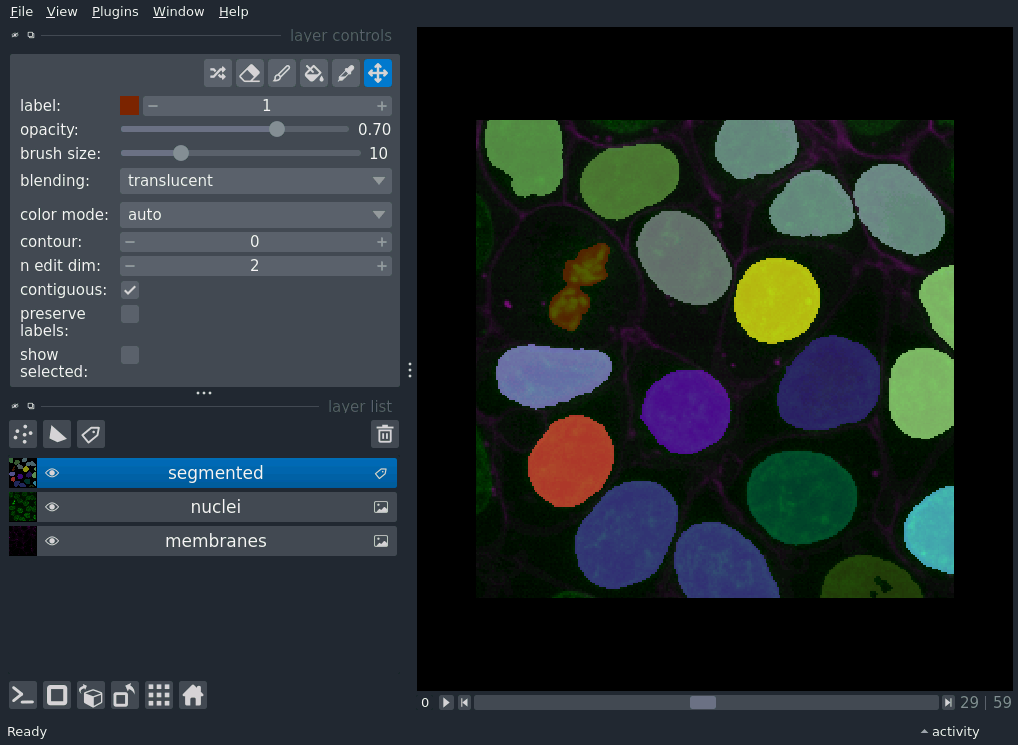 File View Plugins Window Help
layer controls
label: 1
opacity: 0.70
brush size: 10
blending: translucent
color mode: auto
contour: 0
n edit dim: 2
contiguous:
preserve
labels:
show
selected:
layer list
segmented
nuclei
membranes
0 29 | 59
Ready activity